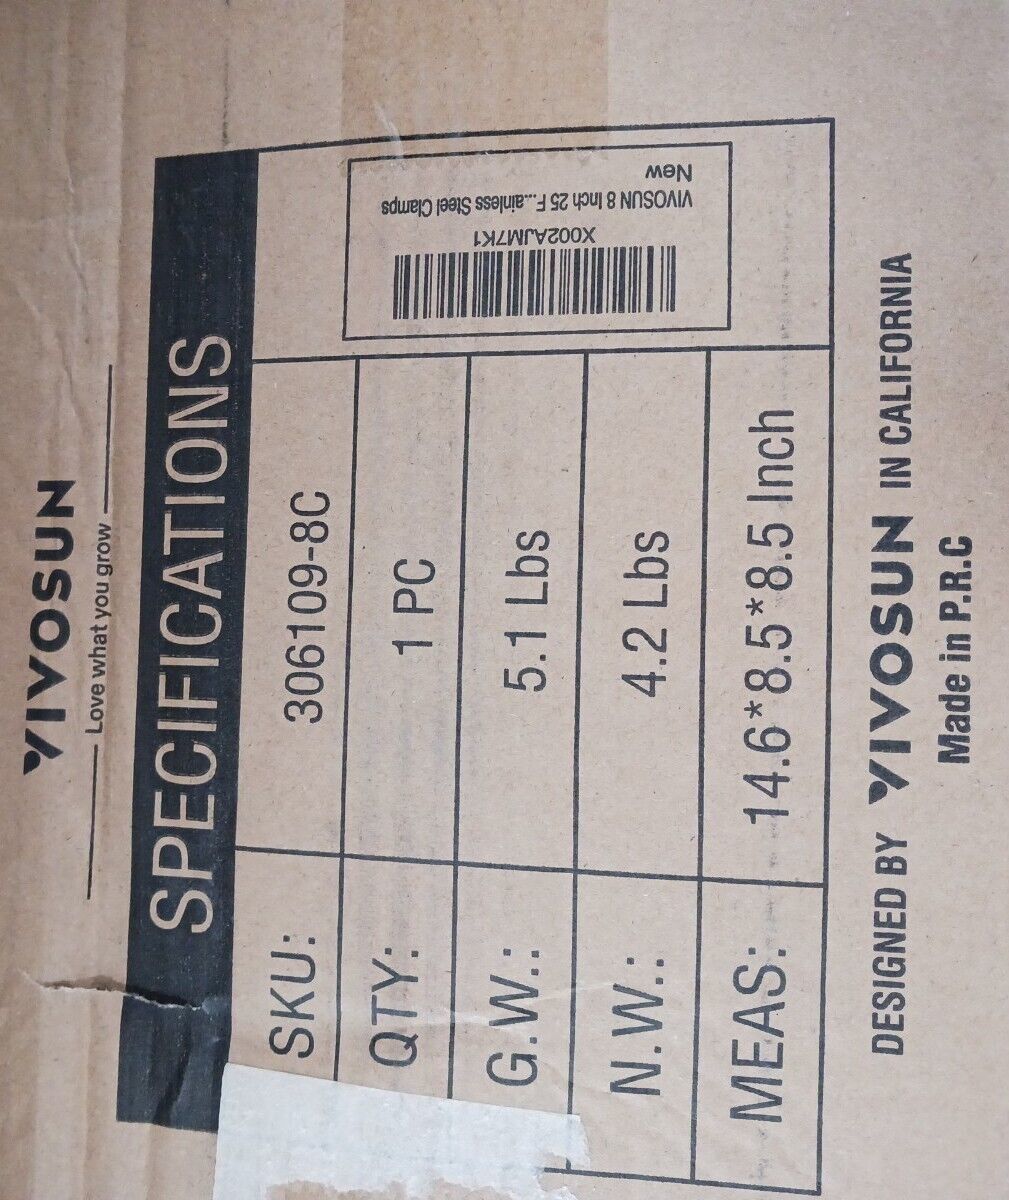 VIVOSUN
Love what you grow
SPECIFICATIONS
SKU: 306109-8C
QTY: 1 PC
G.W.: 5.1 Lbs
N.W.: 4.2 Lbs
MEAS: 14.6*8.5*8.5 Inch
X002AJM7K1
VIVOSUN 8 Inch 25 F...ainless Steel Clamps
New
DESIGNED BY VIVOSUN IN CALIFORNIA
Made in P.R.C